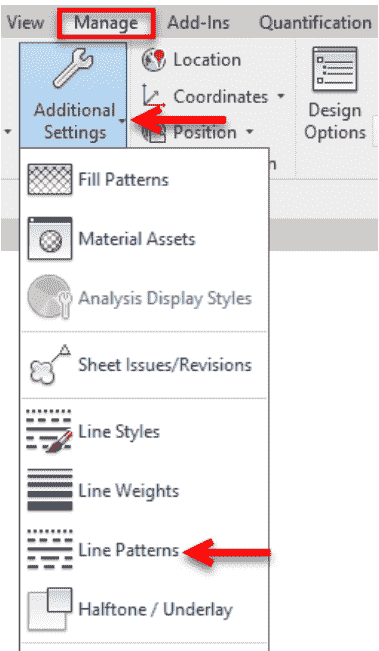 View Manage Add-Ins Quantification
Additional
Settings
Location
Coordinates
Position
Design
Options
n
Fill Patterns
Material Assets
Analysis Display Styles
Sheet Issues/Revisions
Line Styles
Line Weights
Line Patterns
Halftone / Underlay